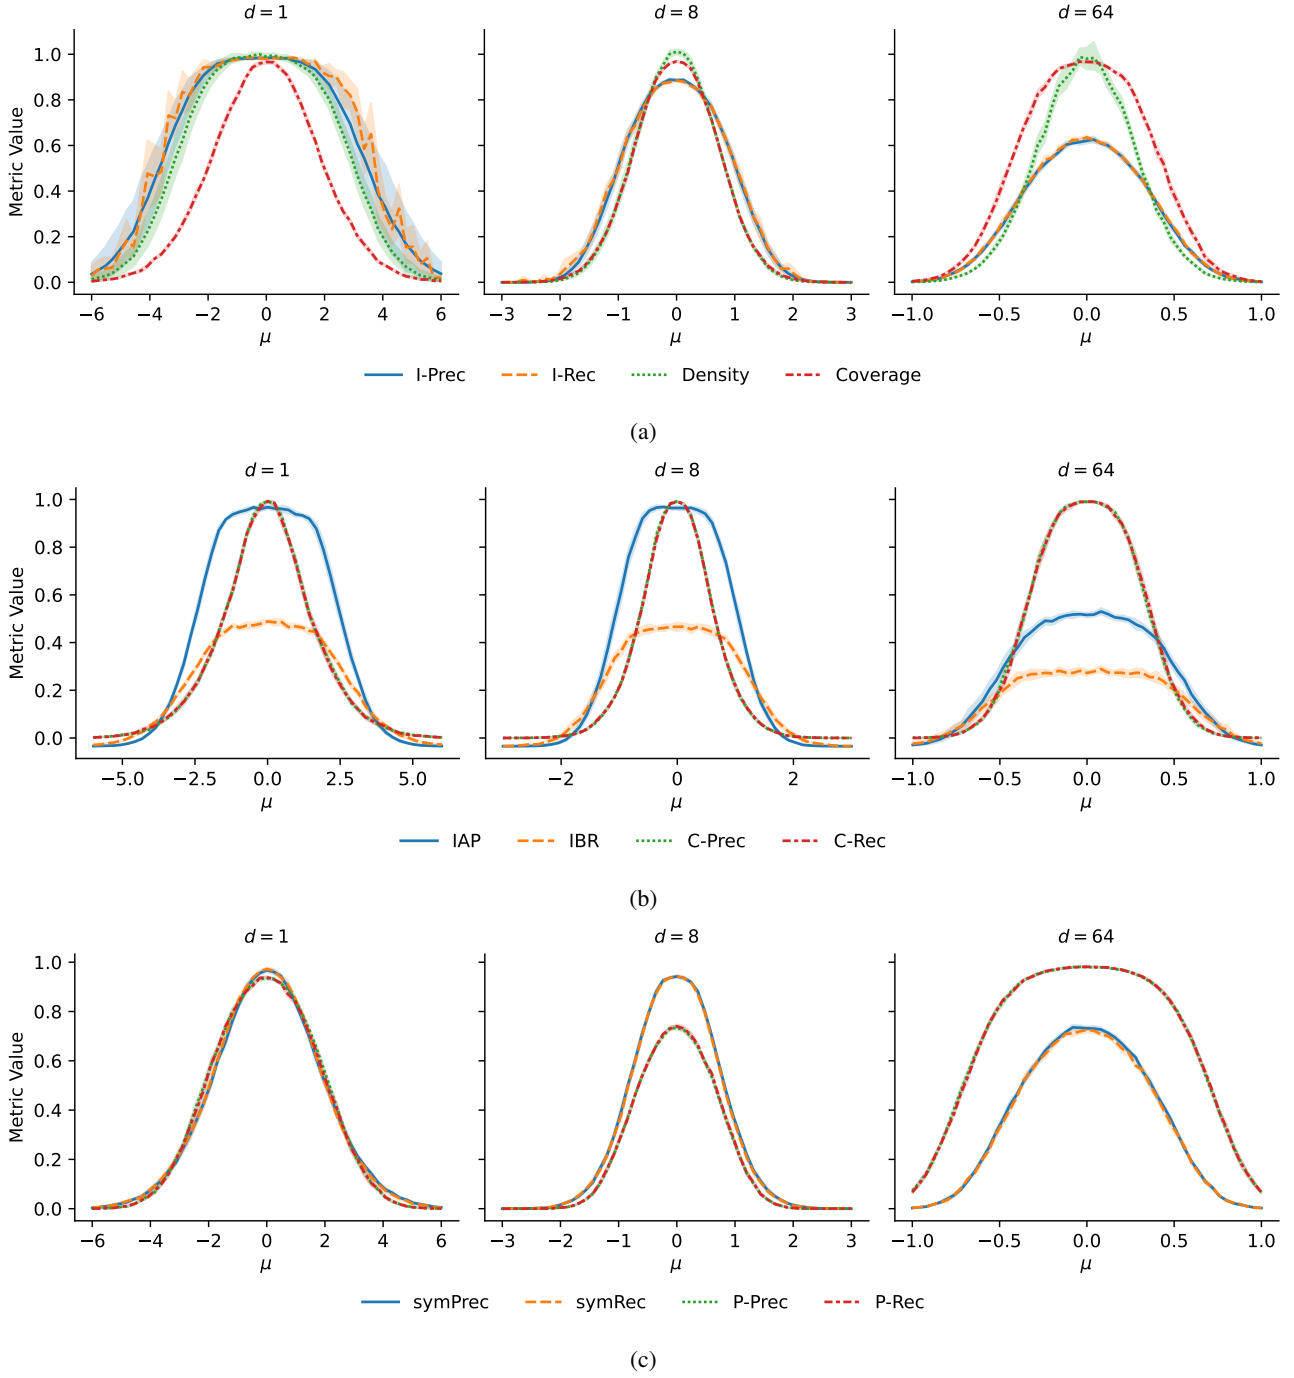 d = 1 d = 8 d = 64
1.0
0.8
0.6
0.4
0.2
0.0
Metric Value
−6 −4 −2 0 2 4 6 −3 −2 −1 0 1 2 3 −1.0 −0.5 0.0 0.5 1.0
μ μ μ
I-Prec I-Rec Density Coverage
(a)
d = 1 d = 8 d = 64
1.0
0.8
0.6
0.4
0.2
0.0
Metric Value
−5.0 −2.5 0.0 2.5 5.0 −2 0 2 −1.0 −0.5 0.0 0.5 1.0
μ μ μ
IAP IBR C-Prec C-Rec
(b)
d = 1 d = 8 d = 64
1.0
0.8
0.6
0.4
0.2
0.0
Metric Value
−6 −4 −2 0 2 4 6 −3 −2 −1 0 1 2 3 −1.0 −0.5 0.0 0.5 1.0
μ μ μ
symPrec symRec P-Prec P-Rec
(c)